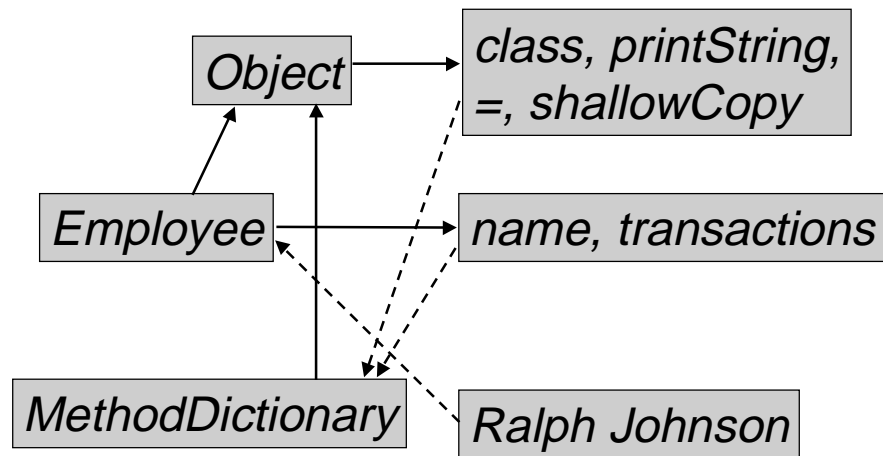 Object
class, printString,
=, shallowCopy
Employee
name, transactions
MethodDictionary
Ralph Johnson